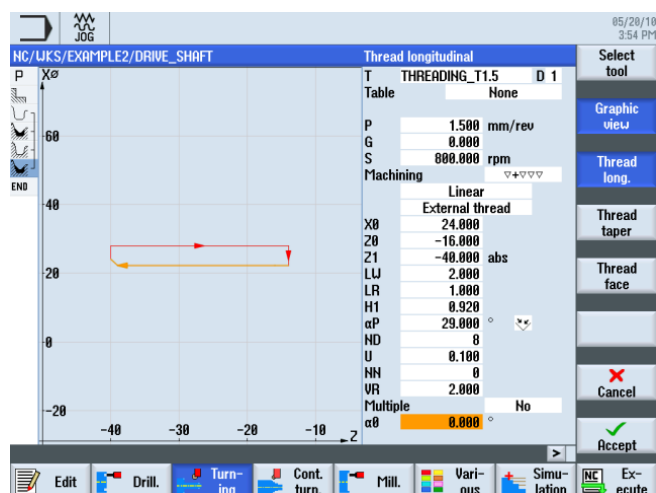 JOG
05/20/10
3:54 PM
NC/WKS/EXAMPLE2/DRIVE_SHAFT
Thread longitudinal
Select
tool
P
XØ
T THREADING_T1.5 D 1
Table None
Graphic
view
P 1.500 mm/rev
G 0.000
S 800.000 rpm
Machining ▽+▽▽▽
Thread
long.
Linear
External thread
END
X0 24.000
Z0 -16.000
Z1 -40.000 abs
LW 2.000
LR 1.000
H1 0.920
αP 29.000 °
ND 8
U 0.100
NN 0
VR 2.000
Multiple No
α0 0.000 °
Thread
taper
Thread
face
Cancel
Accept
60
40
20
0
-20
-40 -30 -20 -10 Z
>
Edit
Drill.
Turn-
ing
Cont.
turn.
Mill.
Vari-
ous
Simu-
lation
NC
Ex-
ecute